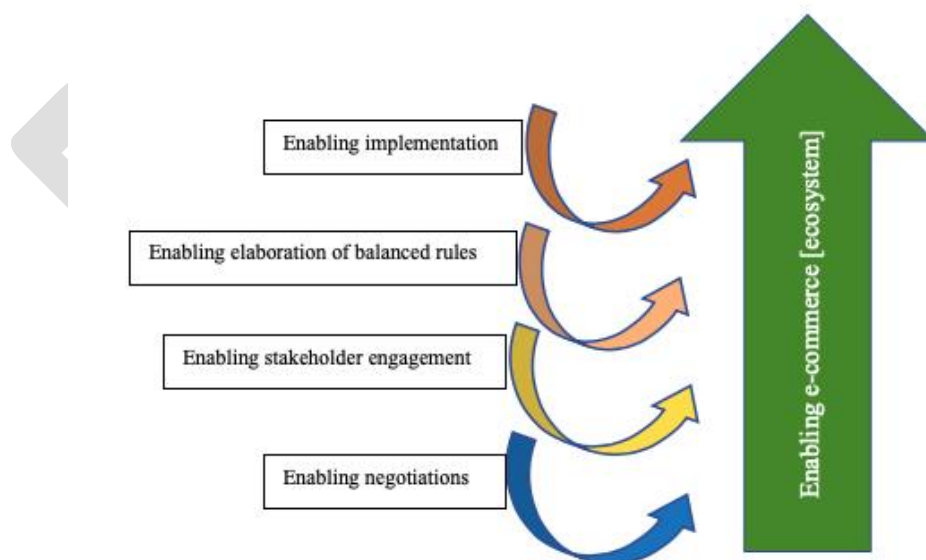 Enabling implementation
Enabling elaboration of balanced rules
Enabling stakeholder engagement
Enabling negotiations
Enabling e-commerce [ecosystem]